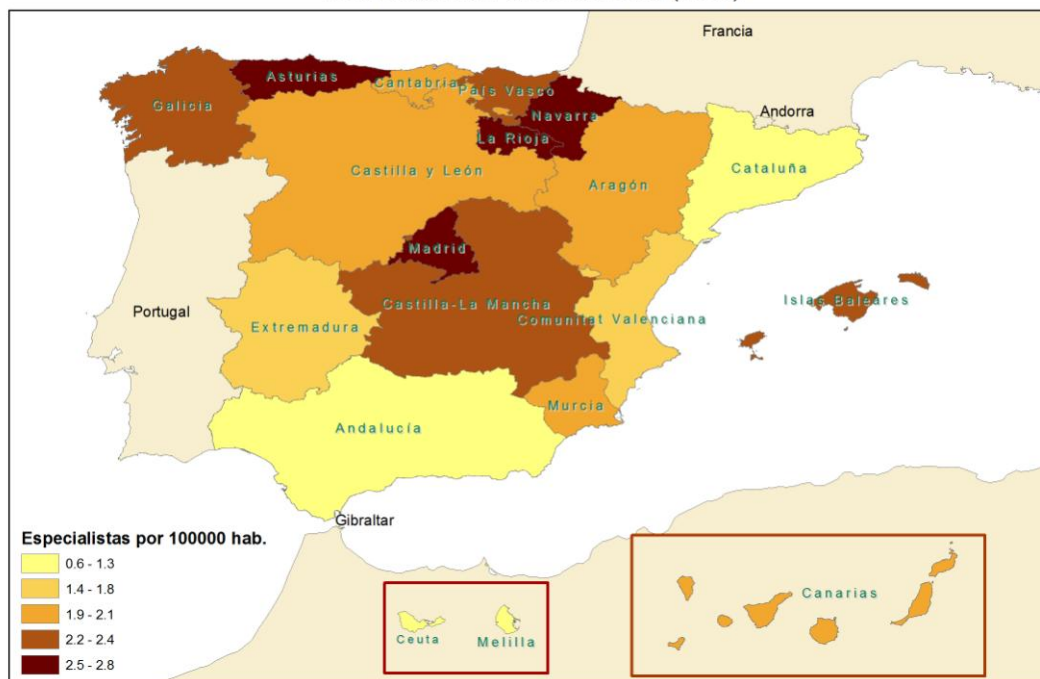 Francia
Asturias
Cantabria
País Vasco
Galicia
Navarra
Andorra
La Rioja
Cataluña
Castilla y León
Aragón
Madrid
Portugal
Castilla-La Mancha
Islas Baleares
Extremadura
Comunitat Valenciana
Murcia
Andalucía
Gibraltar
Especialistas por 100000 hab.
0.6 - 1.3
1.4 - 1.8
1.9 - 2.1
2.2 - 2.4
2.5 - 2.8
Ceuta
Melilla
Canarias